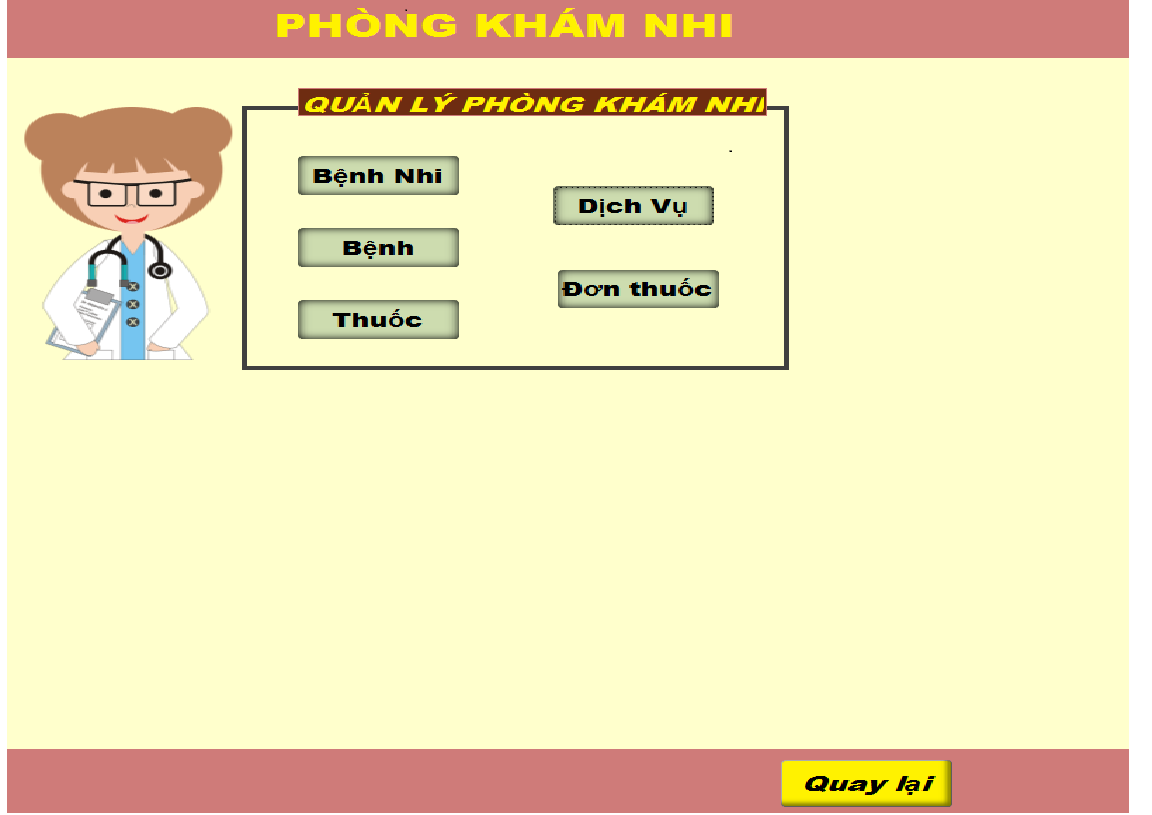 PHÒNG KHÁM NHI
QUẢN LÝ PHÒNG KHÁM NHI
Bệnh Nhi
Dịch Vụ
Bệnh
Đơn thuốc
Thuốc
Quay lại